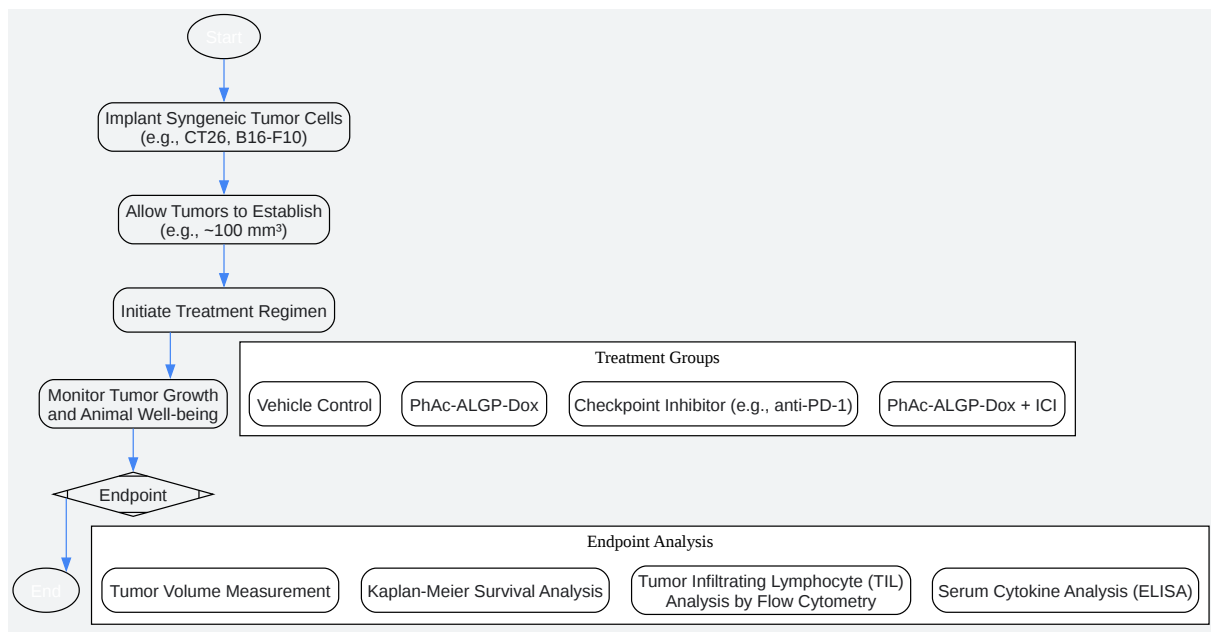 Start
Implant Syngeneic Tumor Cells
(e.g., CT26, B16-F10)
Allow Tumors to Establish
(e.g., ~100 mm³)
Initiate Treatment Regimen
Treatment Groups
Monitor Tumor Growth
and Animal Well-being
Vehicle Control
PhAc-ALGP-Dox
Checkpoint Inhibitor (e.g., anti-PD-1)
PhAc-ALGP-Dox + ICI
Endpoint
Endpoint Analysis
End
Tumor Volume Measurement
Kaplan-Meier Survival Analysis
Tumor Infiltrating Lymphocyte (TIL)
Analysis by Flow Cytometry
Serum Cytokine Analysis (ELISA)